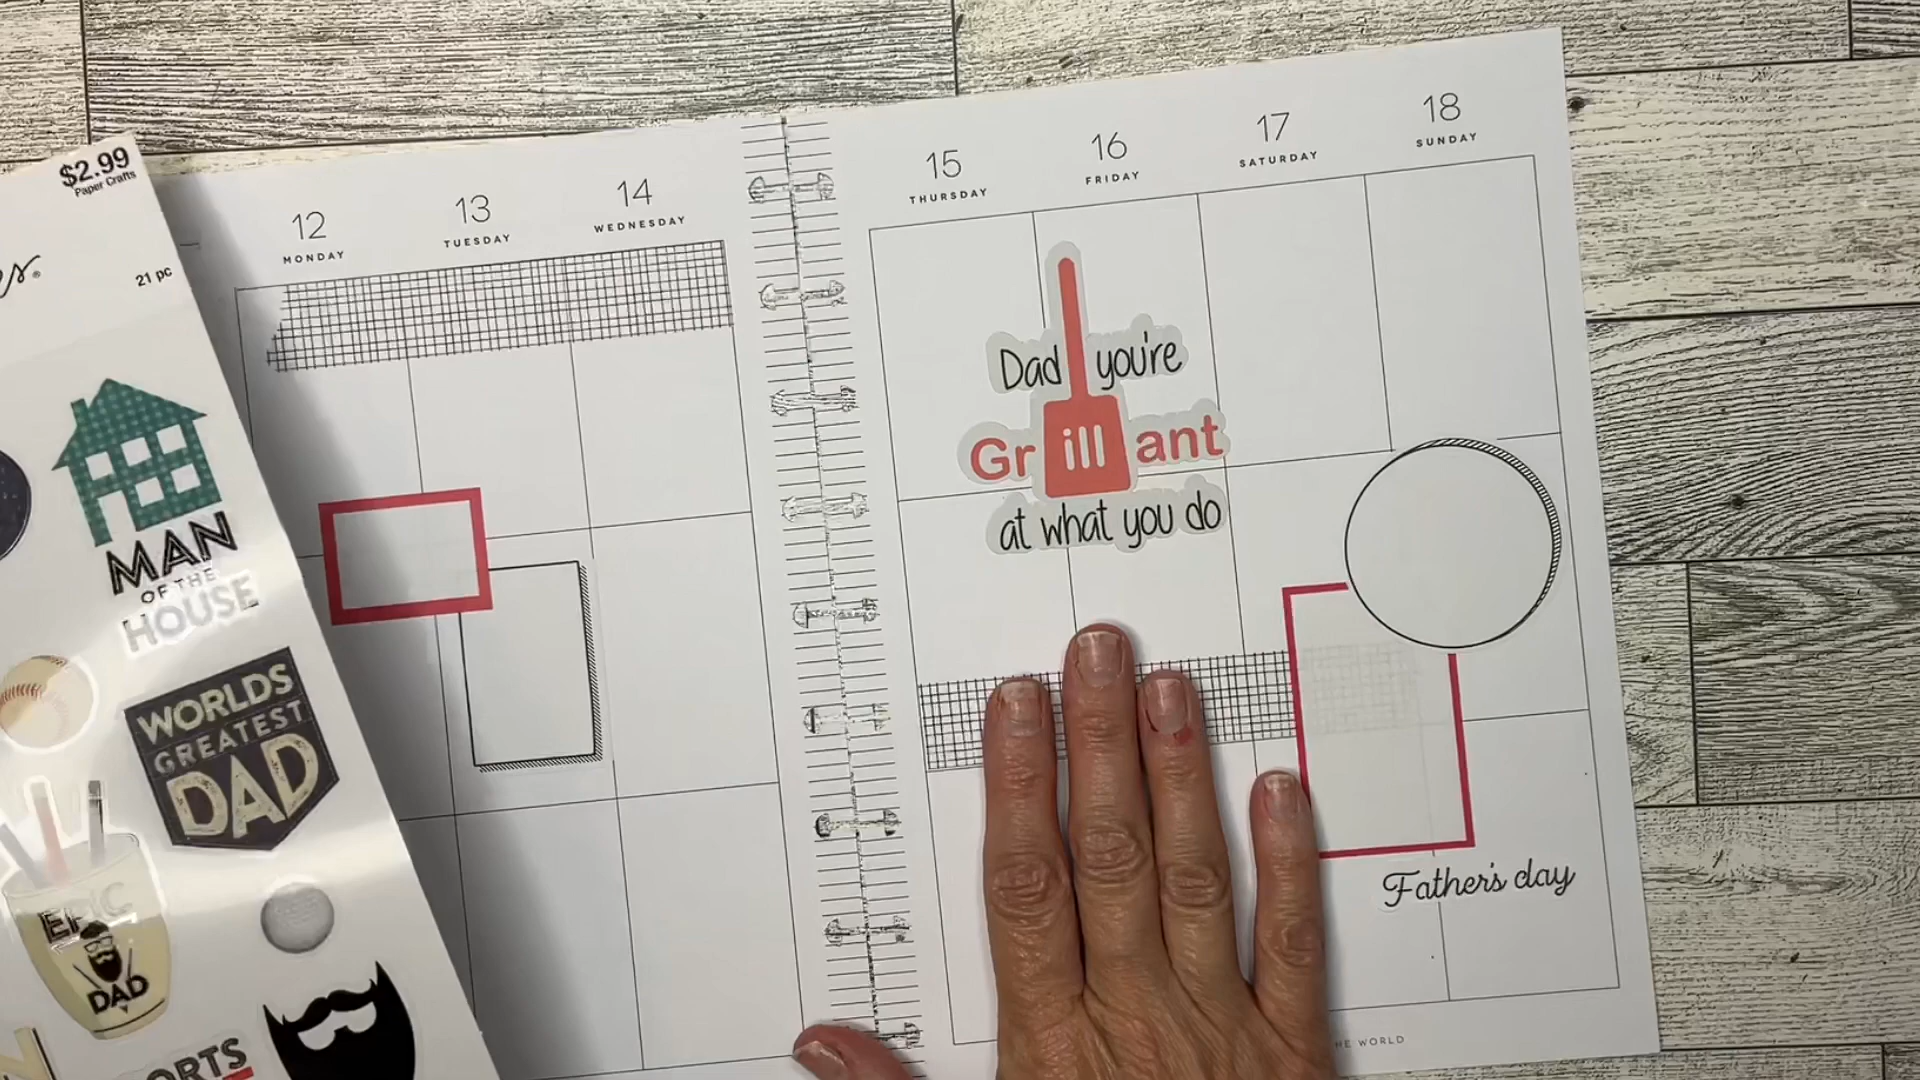 $2.99
Paper Crafts
21 pc
MAN
OF THE
HOUSE
WORLDS
GREATEST
DAD
EPIC
DAD
12
MONDAY
13
TUESDAY
14
WEDNESDAY
15
THURSDAY
16
FRIDAY
17
SATURDAY
18
SUNDAY
Dad you're
Grillant
at what you do
Father's day
WORLD